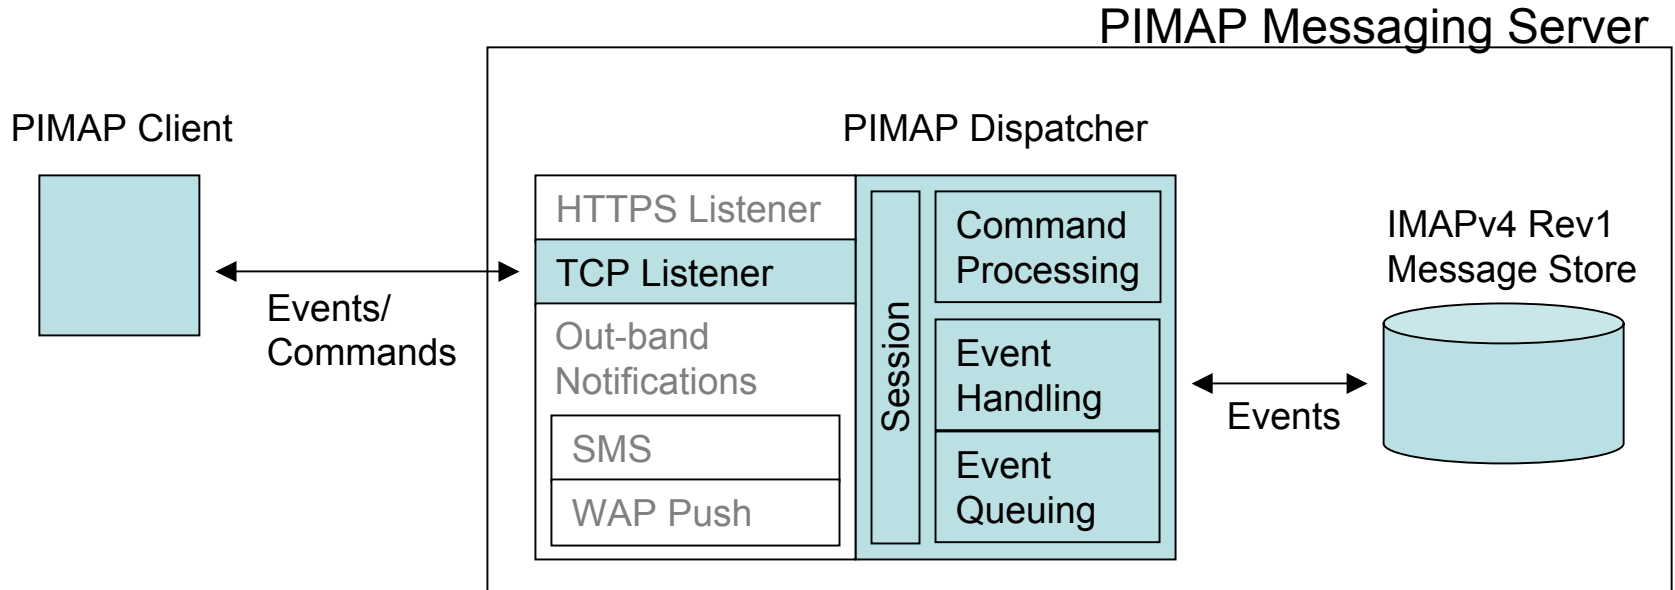 PIMAP Messaging Server
PIMAP Client
PIMAP Dispatcher
Events/
Commands
HTTPS Listener
TCP Listener
Out-band
Notifications
SMS
WAP Push
Session
Command
Processing
Event
Handling
Event
Queuing
Events
IMAPv4 Rev1
Message Store